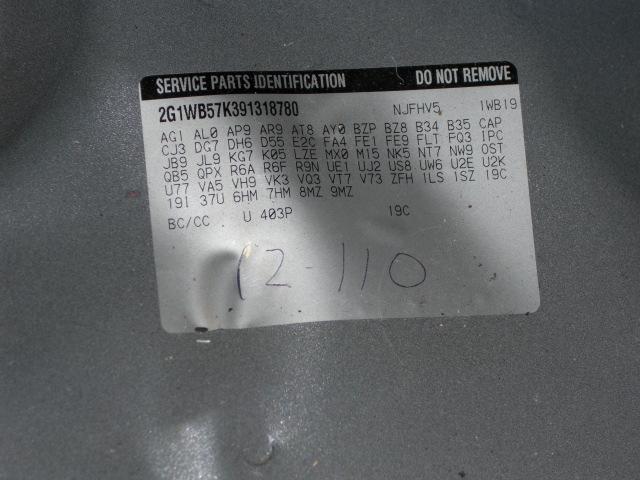 SERVICE PARTS IDENTIFICATION DO NOT REMOVE
2G1WB57K391318780 NJFHV5 1WB19
AG1 AL0 AP9 AR9 AT8 AY0 BZP BZ8 B34 B35 CAP
CJ3 DG7 DH6 D55 E2C FA4 FE1 FE9 FLT FQ3 IPC
JB9 JL9 KG7 K05 LZE MX0 M15 NK5 NT7 NW9 OST
QB5 QPX R6A R6F R9N UE1 UJ2 US8 UW6 U2E U2K
U77 VA5 VH9 VK3 VQ3 VT7 V73 ZFH 1LS 1SZ 19C
19I 37U 6HM 7HM 8MZ 9MZ
BC/CC U 403P 19C
12-110